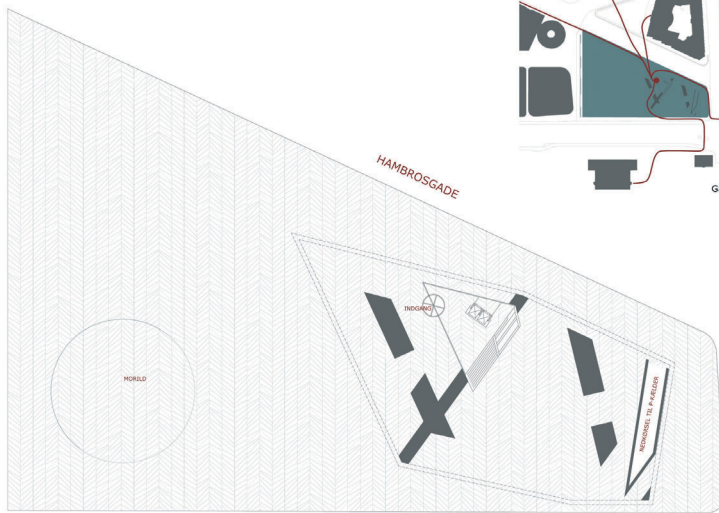 HAMBROSGADE
G
INDGANG
MORILD
NEDKØRSEL TIL P-KÆLDER